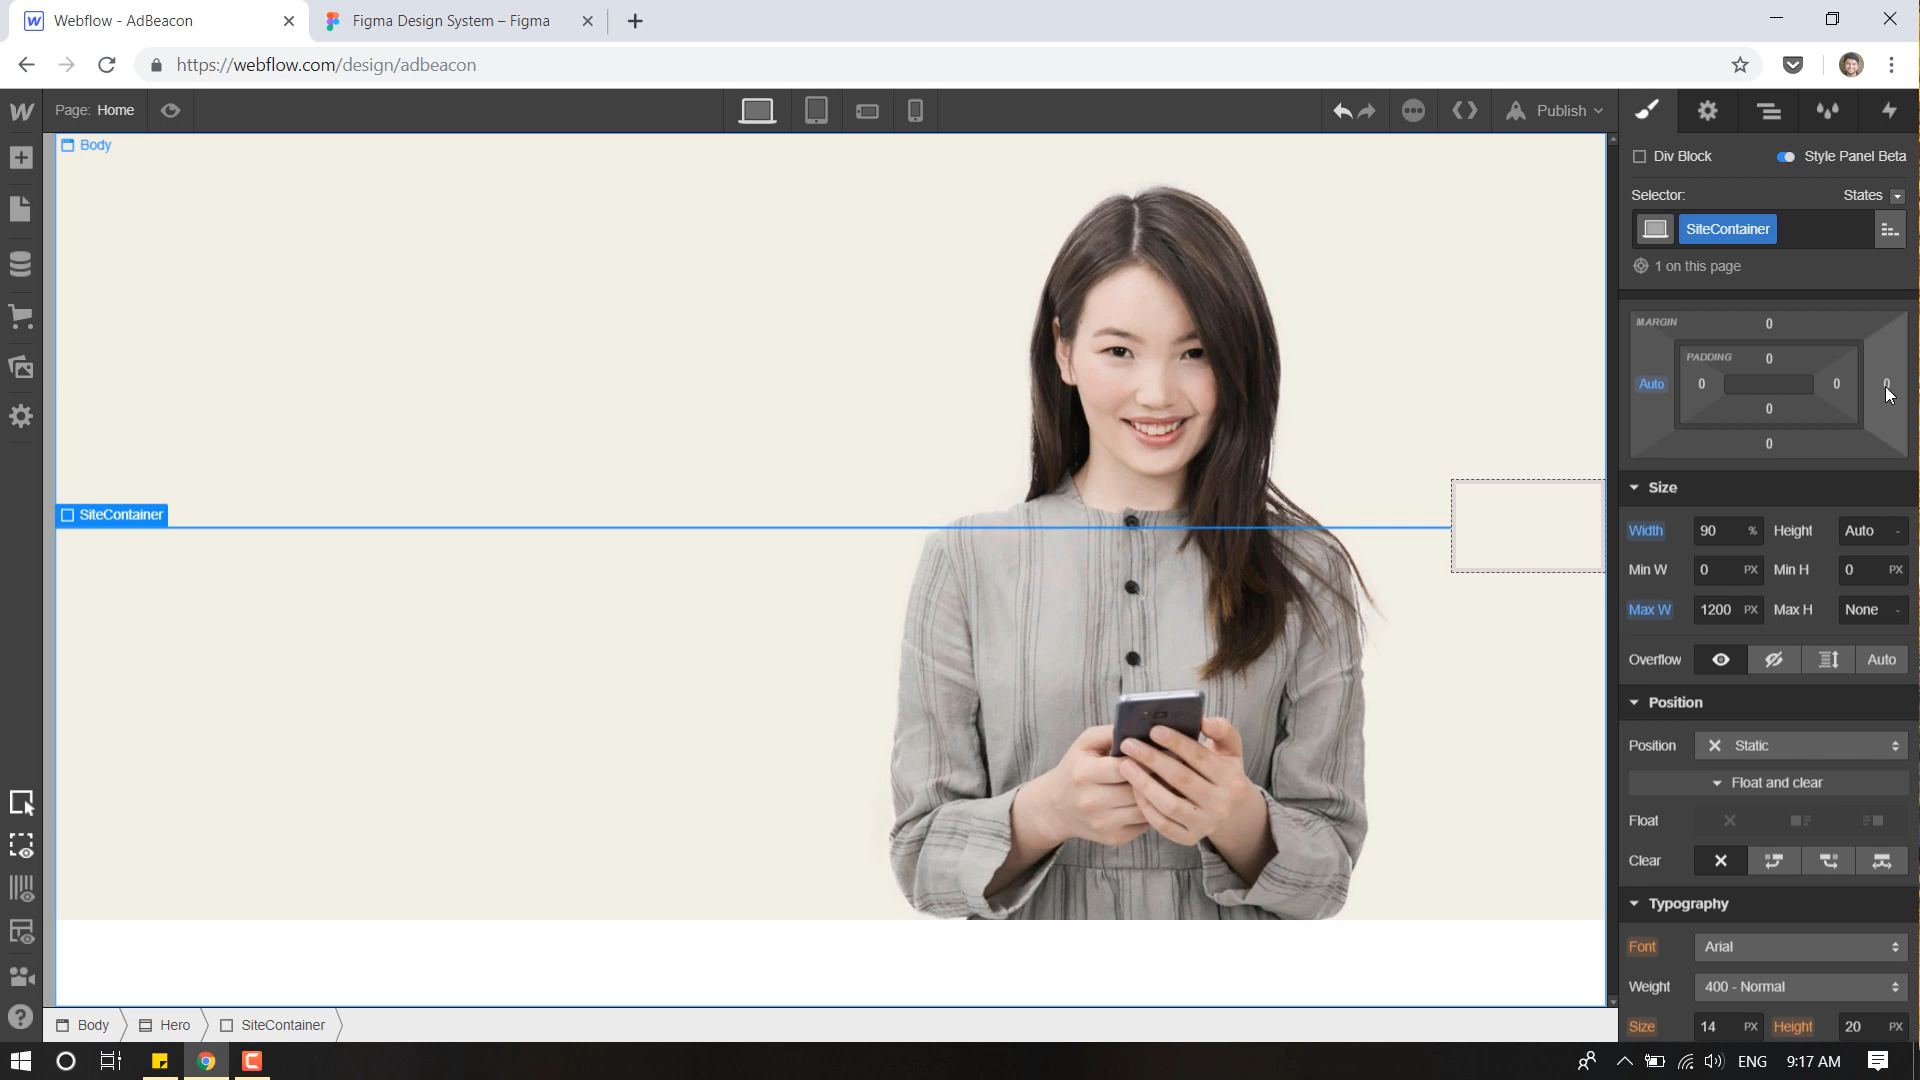 Webflow - AdBeacon
Figma Design System – Figma
https://webflow.com/design/adbeacon
Page: Home
Publish
Body
Div Block
Style Panel Beta
Selector:
States
SiteContainer
1 on this page
MARGIN
0
PADDING
0
Auto
0
0
0
0
0
Size
SiteContainer
Width
90
%
Height
Auto
-
Min W
0
PX
Min H
0
PX
Max W
1200
PX
Max H
None
-
Overflow
Auto
Position
Position
Static
Float and clear
Float
Clear
Typography
Font
Arial
Weight
400 - Normal
Size
14
PX
Height
20
PX
Body
Hero
SiteContainer
ENG
9:17 AM